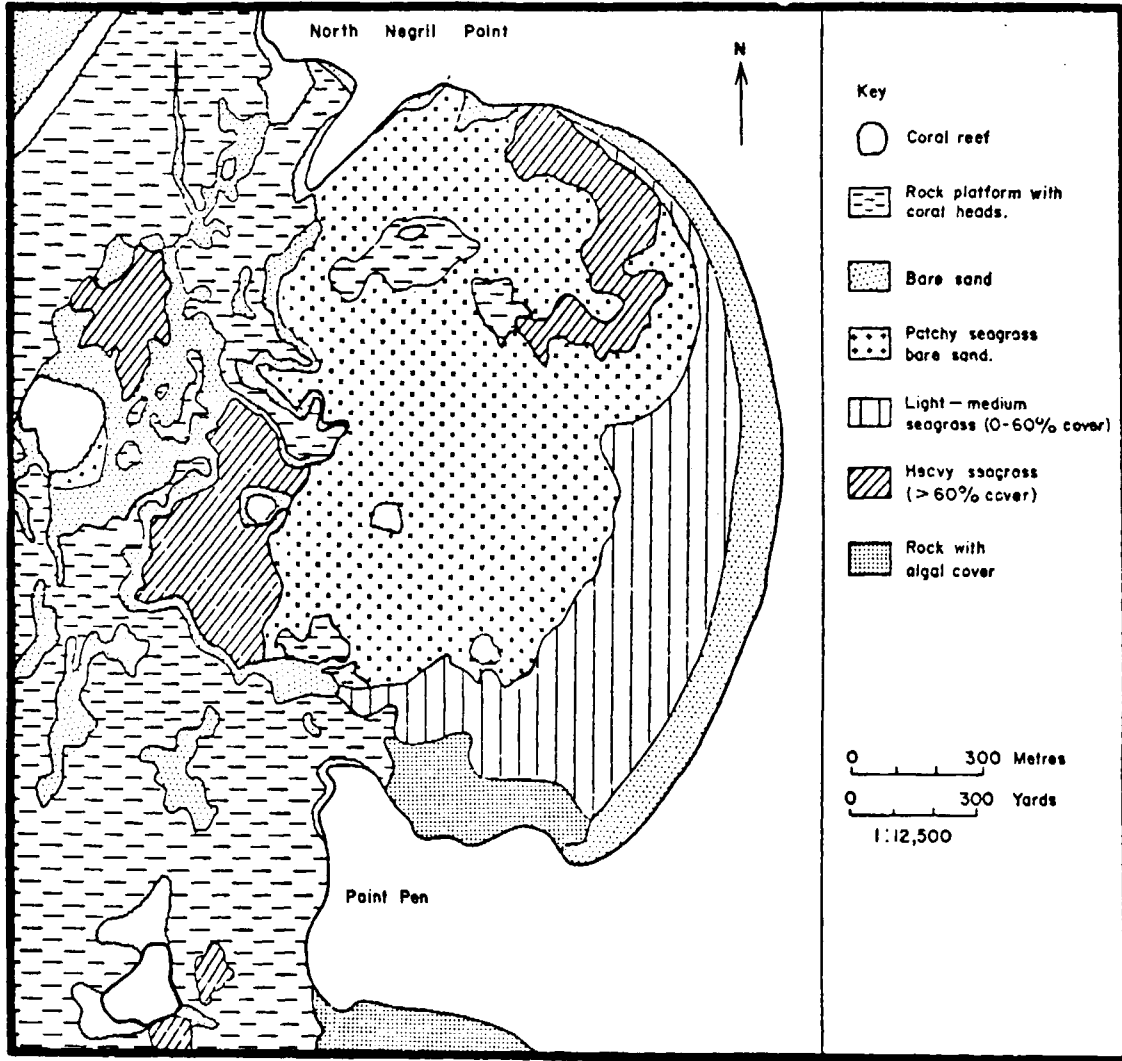 North Negril Point
N
Key
Coral reef
Rock platform with
coral heads.
Bare sand
Patchy seagrass
bare sand.
Light-medium
seagrass (0-60% cover)
Heavy seagrass
(> 60% cover)
Rock with
algal cover
0 300 Metres
0 300 Yards
1:12,500
Point Pen